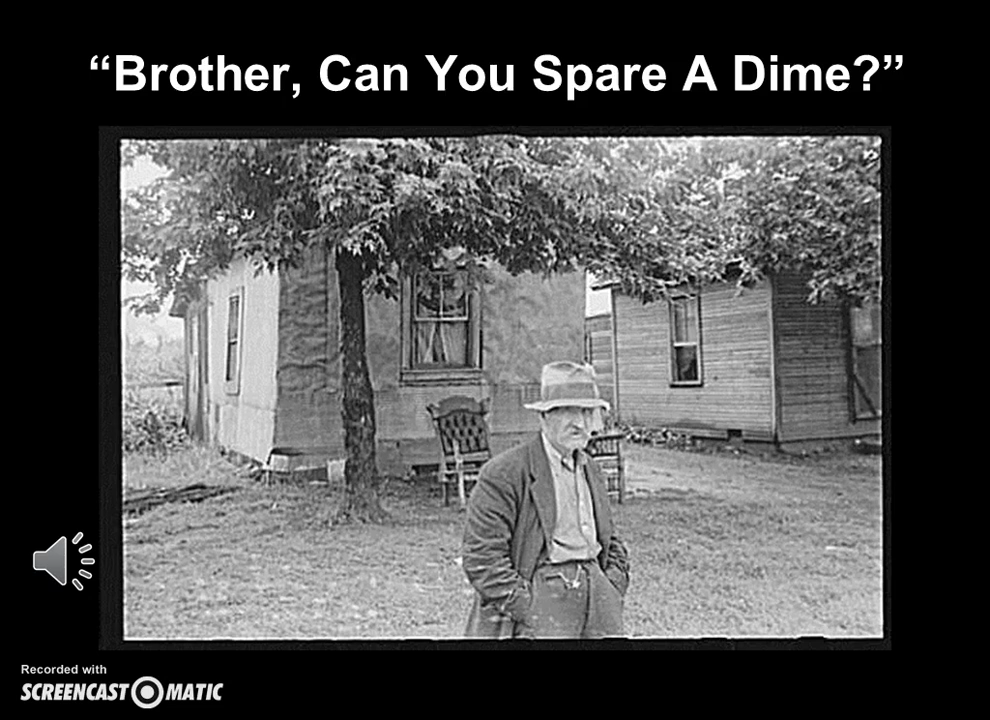 “Brother, Can You Spare A Dime?”
Recorded with
SCREENCAST MATIC